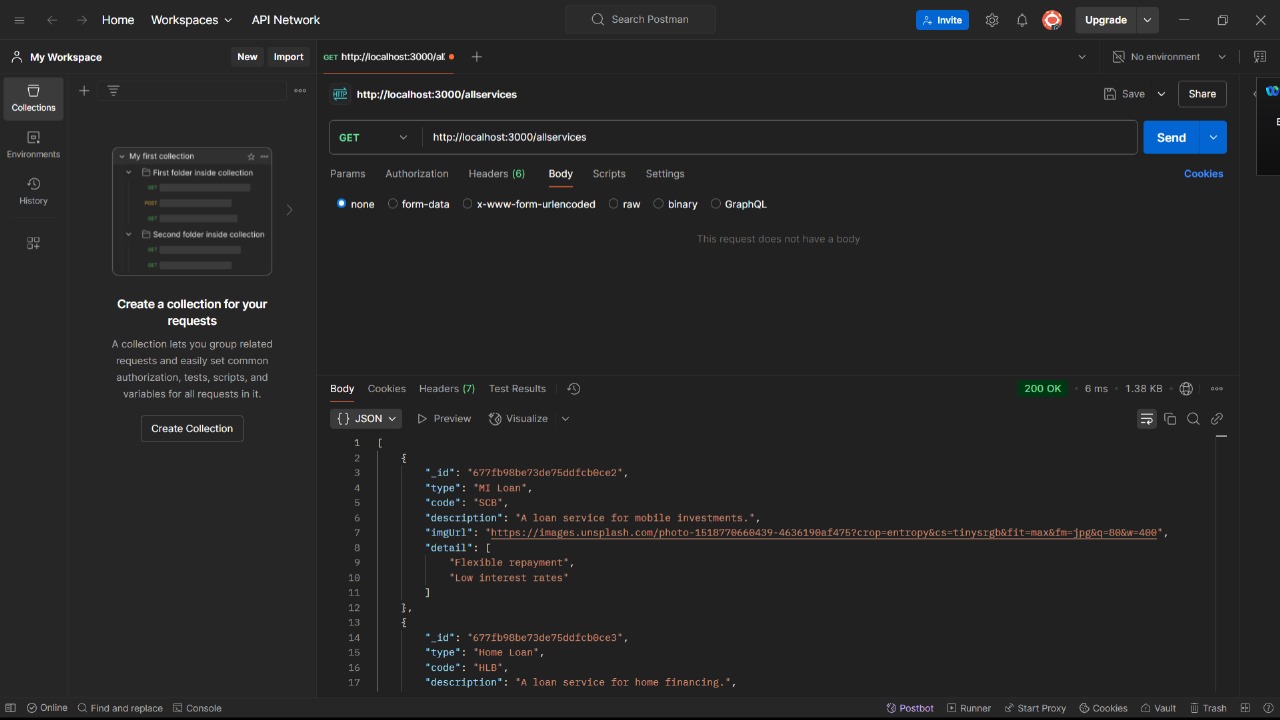 Home Workspaces API Network Search Postman Invite Upgrade
My Workspace New Import GET http://localhost:3000/all No environment
Collections
Environments
History
My first collection
First folder inside collection
GET
POST
GET
Second folder inside collection
GET
GET
Create a collection for your
requests
A collection lets you group related
requests and easily set common
authorization, tests, scripts, and
variables for all requests in it.
Create Collection
HTTP http://localhost:3000/allservices Save Share
GET http://localhost:3000/allservices Send
Params Authorization Headers (6) Body Scripts Settings Cookies
none form-data x-www-form-urlencoded raw binary GraphQL
This request does not have a body
Body Cookies Headers (7) Test Results 200 OK • 6 ms • 1.38 KB •
{} JSON Preview Visualize
1 [
2 {
3 "_id": "677fb98be73de75ddfcb0ce2",
4 "type": "MI Loan",
5 "code": "SCB",
6 "description": "A loan service for mobile investments.",
7 "imgUrl": "https://images.unsplash.com/photo-1518770660439-4636190af475?crop=entropy&cs=tinysrgb&fit=max&fm=jpg&q=80&w=400",
8 "detail": [
9 "Flexible repayment",
10 "Low interest rates"
11 ]
12 },
13 {
14 "_id": "677fb98be73de75ddfcb0ce3",
15 "type": "Home Loan",
16 "code": "HLB",
17 "description": "A loan service for home financing.",
Online Find and replace Console Postbot Runner Start Proxy Cookies Vault Trash